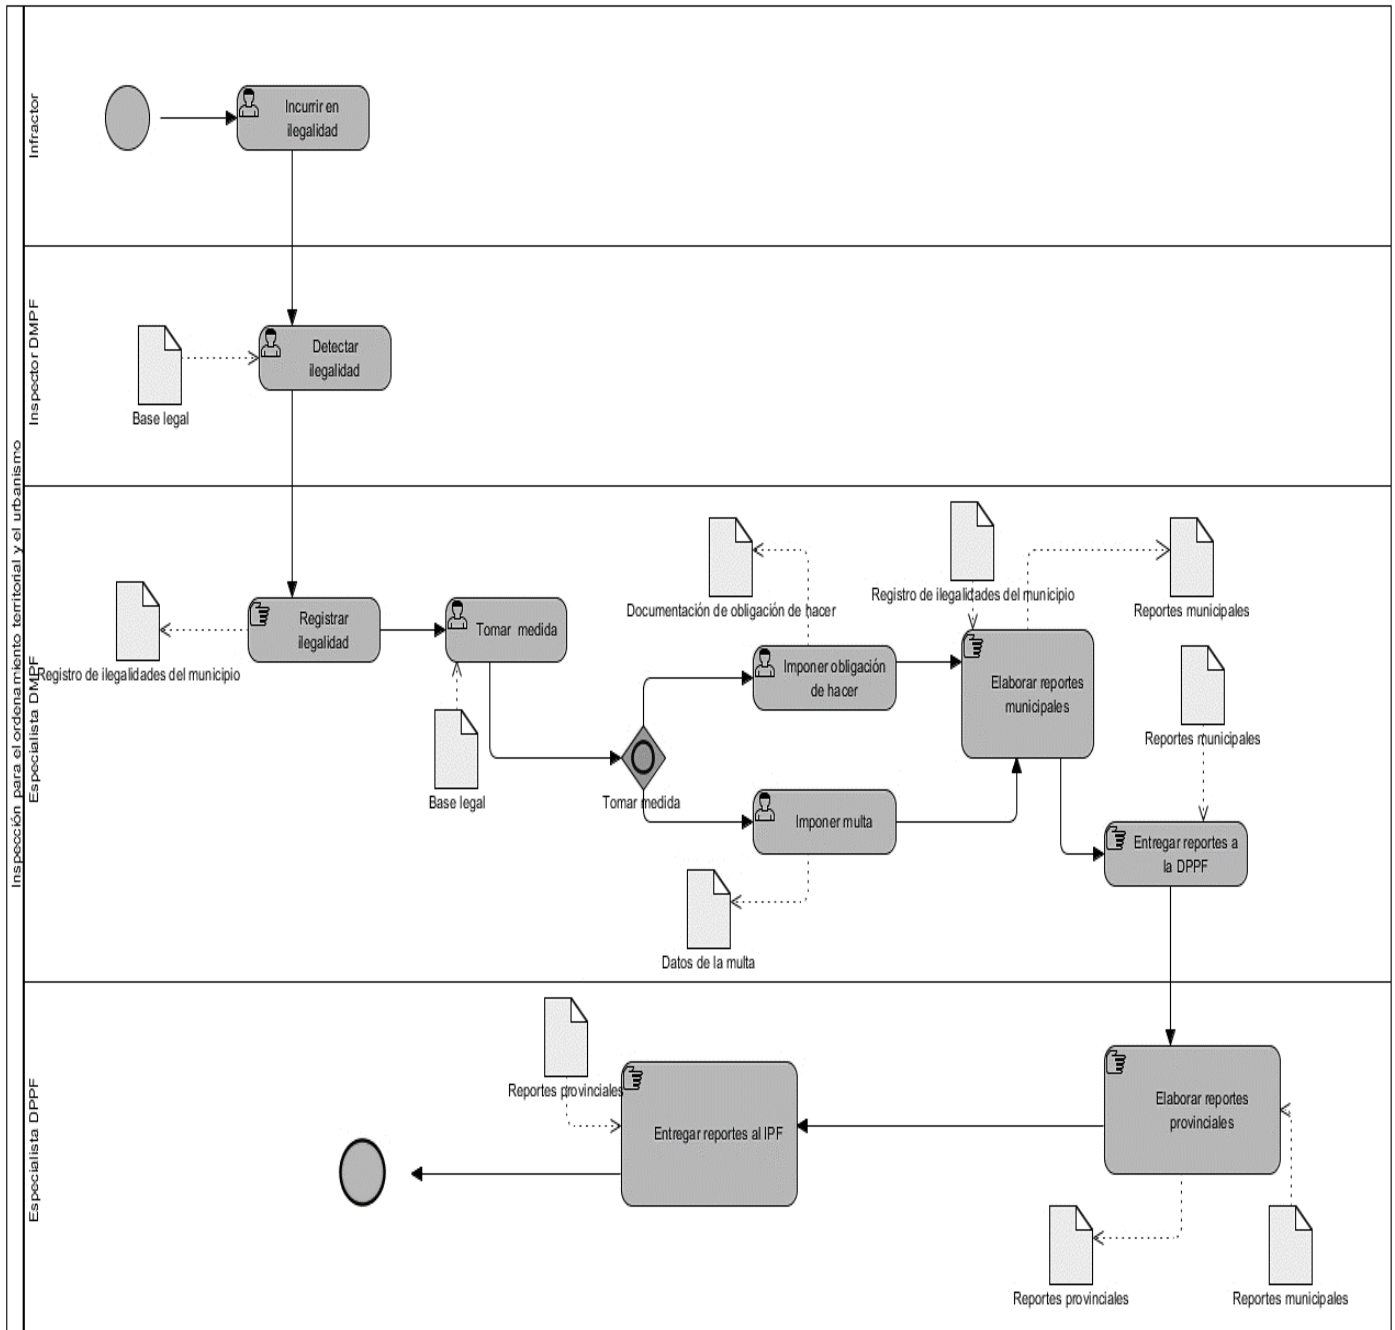 Inspección para el ordenamiento territorial y el urbanismo
Infractor
Incurrir en
ilegalidad
Inspector DMPF
Detectar
ilegalidad
Base legal
Especialista DMPF
Registrar
ilegalidad
Registro de ilegalidades del municipio
Tomar medida
Base legal
Tomar medida
Documentación de obligación de hacer
Imponer obligación
de hacer
Imponer multa
Datos de la multa
Registro de ilegalidades del municipio
Elaborar reportes
municipales
Reportes municipales
Reportes municipales
Entregar reportes a
la DPPF
Especialista DPPF
Reportes provinciales
Entregar reportes al IPF
Elaborar reportes
provinciales
Reportes provinciales
Reportes municipales